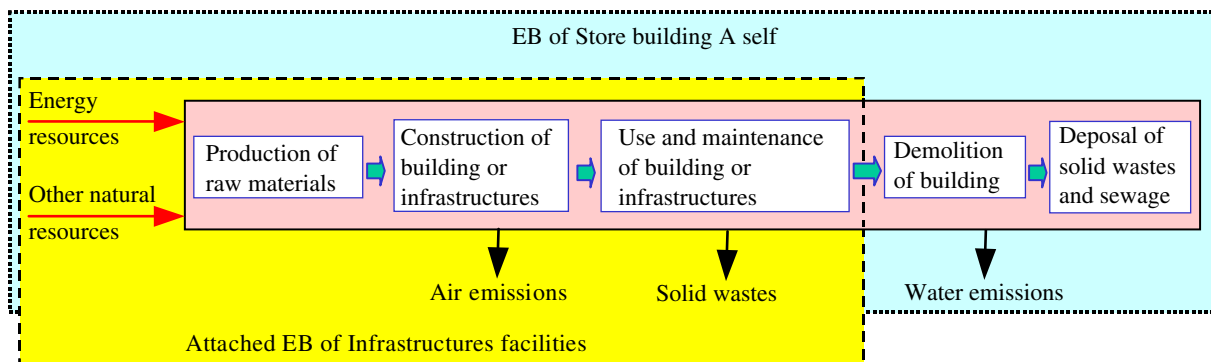 EB of Store building A self
Energy
resources
Other natural
resources
Production of
raw materials
Construction of
building or
infrastructures
Use and maintenance
of building or
infrastructures
Demolition
of building
Deposal of
solid wastes
and sewage
Air emissions
Solid wastes
Water emissions
Attached EB of Infrastructures facilities